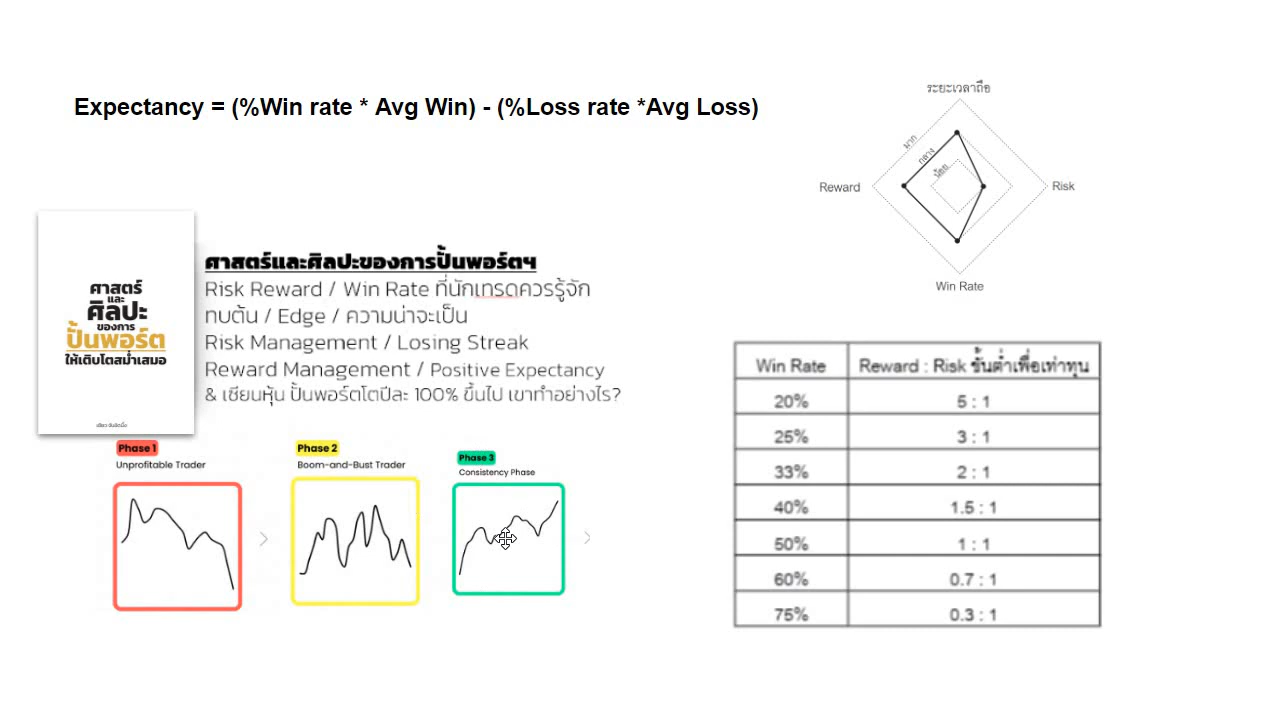 Expectancy = (%Win rate * Avg Win) - (%Loss rate *Avg Loss)
ระยะเวลาถือ
มาก
กลาง
น้อย
Reward
Risk
Win Rate
ศาสตร์
และ
ศิลปะ
ของการ
ปั้นพอร์ต
ให้เติบโตสม่ำเสมอ
ศาสตร์และศิลปะของการปั้นพอร์ตฯ
Risk Reward / Win Rate ที่นักเทรดควรรู้จัก
ทบต้น / Edge / ความน่าจะเป็น
Risk Management / Losing Streak
Reward Management / Positive Expectancy
& เซียนหุ้น ปั้นพอร์ตโตปีละ 100% ขึ้นไป เขาทำอย่างไร?
Phase 1
Unprofitable Trader
Phase 2
Boom-and-Bust Trader
Phase 3
Consistency Phase
Win Rate Reward : Risk ขั้นต่ำเพื่อเท่าทุน
20% 5 : 1
25% 3 : 1
33% 2 : 1
40% 1.5 : 1
50% 1 : 1
60% 0.7 : 1
75% 0.3 : 1